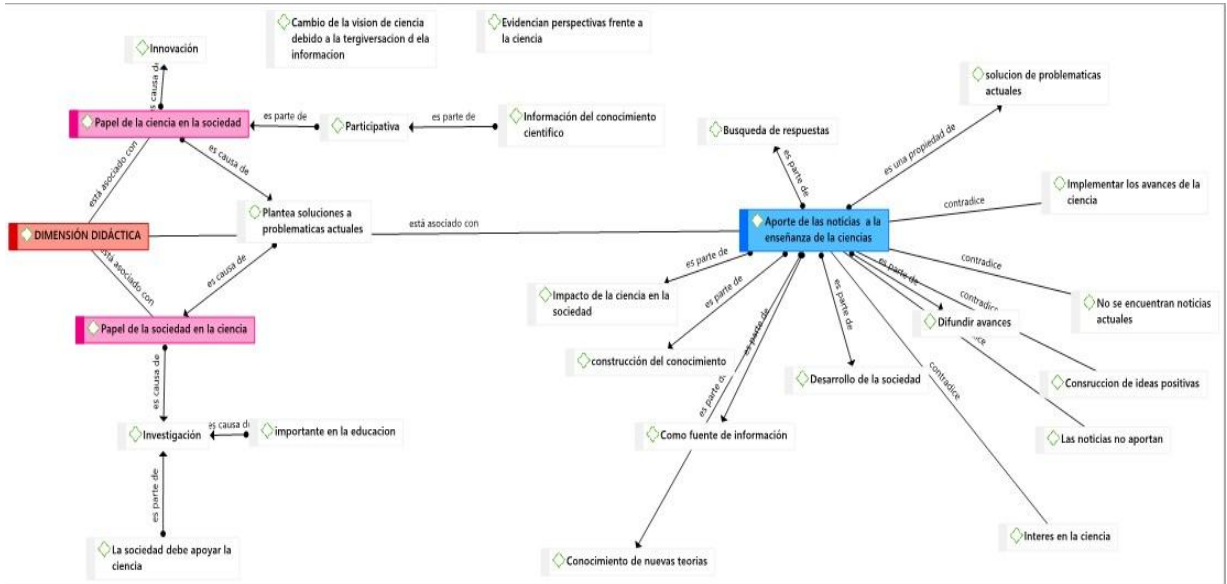 Cambio de la vision de ciencia
debido a la tergiversacion d ela
informacion
Evidencian perspectivas frente a
la ciencia
Innovación
es causa de
Papel de la ciencia en la sociedad
es parte de
Participativa
es parte de
Información del conocimiento
cientifico
está asociado con
es causa de
DIMENSIÓN DIDÁCTICA
Plantea soluciones a
problematicas actuales
está asociado con
está asociado con
es causa de
Papel de la sociedad en la ciencia
es causa de
Investigación
es causa de
importante en la educacion
es parte de
La sociedad debe apoyar la
ciencia
solucion de problematicas
actuales
Busqueda de respuestas
es parte de
es una propiedad de
Implementar los avances de la
ciencia
contradice
Aporte de las noticias a la
enseñanza de la ciencias
es parte de
Impacto de la ciencia en la
sociedad
es parte de
construcción del conocimiento
es parte de
Como fuente de información
es parte de
Conocimiento de nuevas teorias
es parte de
Desarrollo de la sociedad
es parte de
Difundir avances
contradice
No se encuentran noticias
actuales
contradice
Consruccion de ideas positivas
Las noticias no aportan
contradice
Interes en la ciencia